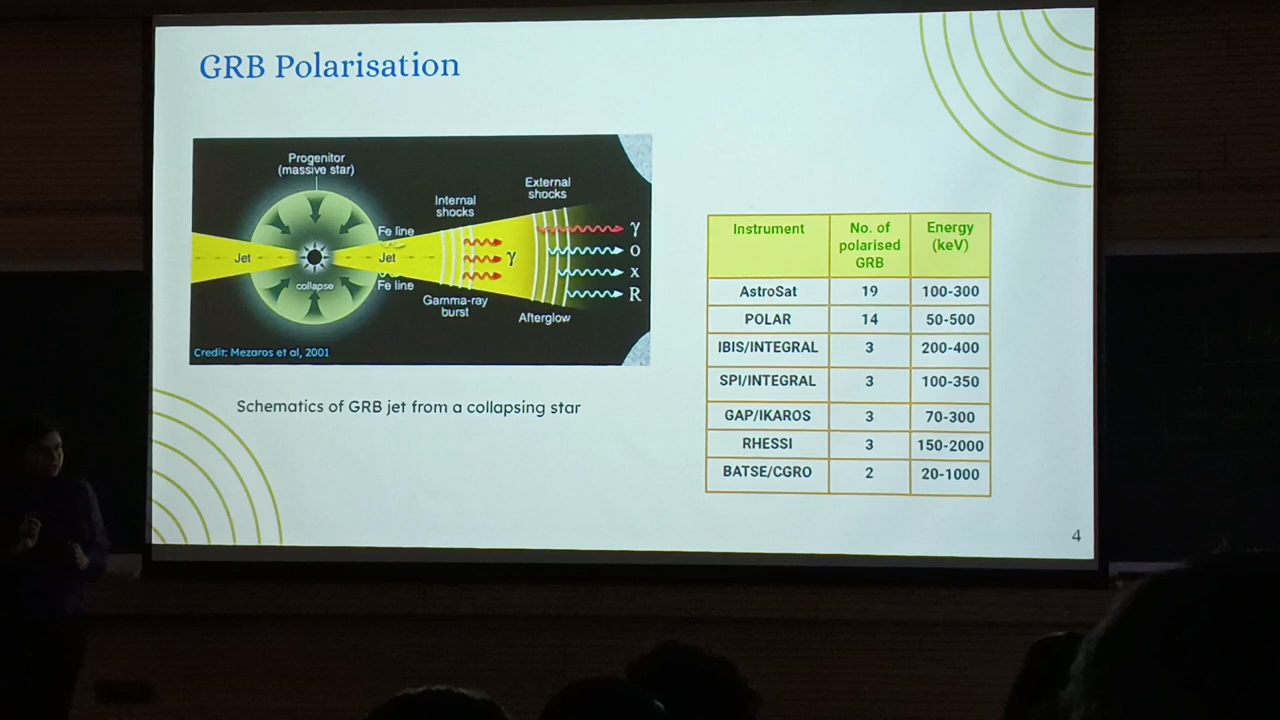 GRB Polarisation
Progenitor
(massive star)
External
shocks
Internal
shocks
Fe line
Jet
Jet
γ
γ
O
X
R
collapse
Fe line
Gamma-ray
burst
Afterglow
Credit: Mezaros et al, 2001
Schematics of GRB jet from a collapsing star
Instrument No. of polarised GRB Energy (keV)
AstroSat 19 100-300
POLAR 14 50-500
IBIS/INTEGRAL 3 200-400
SPI/INTEGRAL 3 100-350
GAP/IKAROS 3 70-300
RHESSI 3 150-2000
BATSE/CGRO 2 20-1000
4